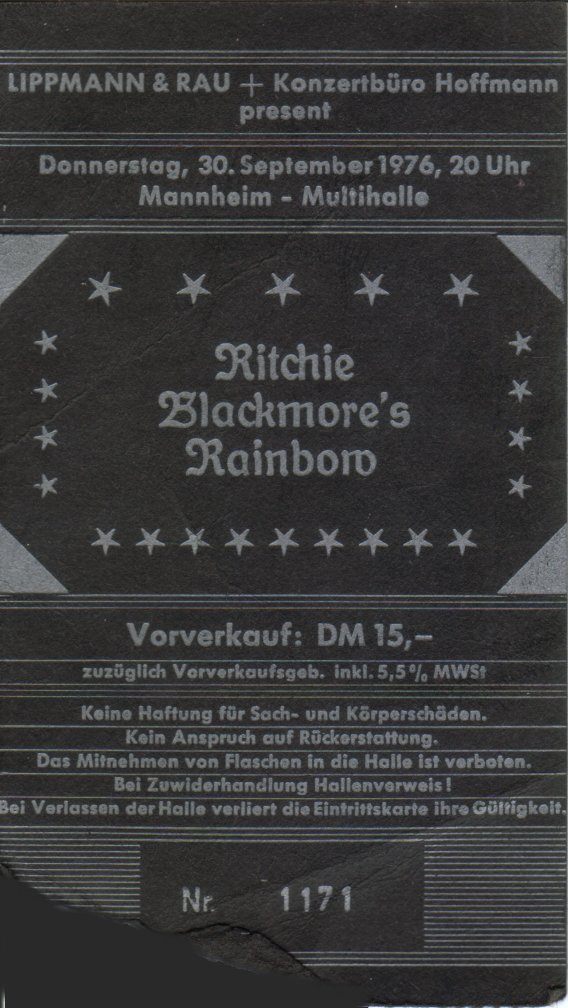 LIPPMANN & RAU + Konzertbüro Hoffmann
present
Donnerstag, 30. September 1976, 20 Uhr
Mannheim - Multihalle
Ritchie
Blackmore's
Rainbow
Vorverkauf: DM 15,–
zuzüglich Vorverkaufsgeb. inkl. 5,5% MWSt
Keine Haftung für Sach- und Körperschäden.
Kein Anspruch auf Rückerstattung.
Das Mitnehmen von Flaschen in die Halle ist verboten.
Bei Zuwiderhandlung Hallenverweis!
Bei Verlassen der Halle verliert die Eintrittskarte ihre Gültigkeit.
Nr. 1171